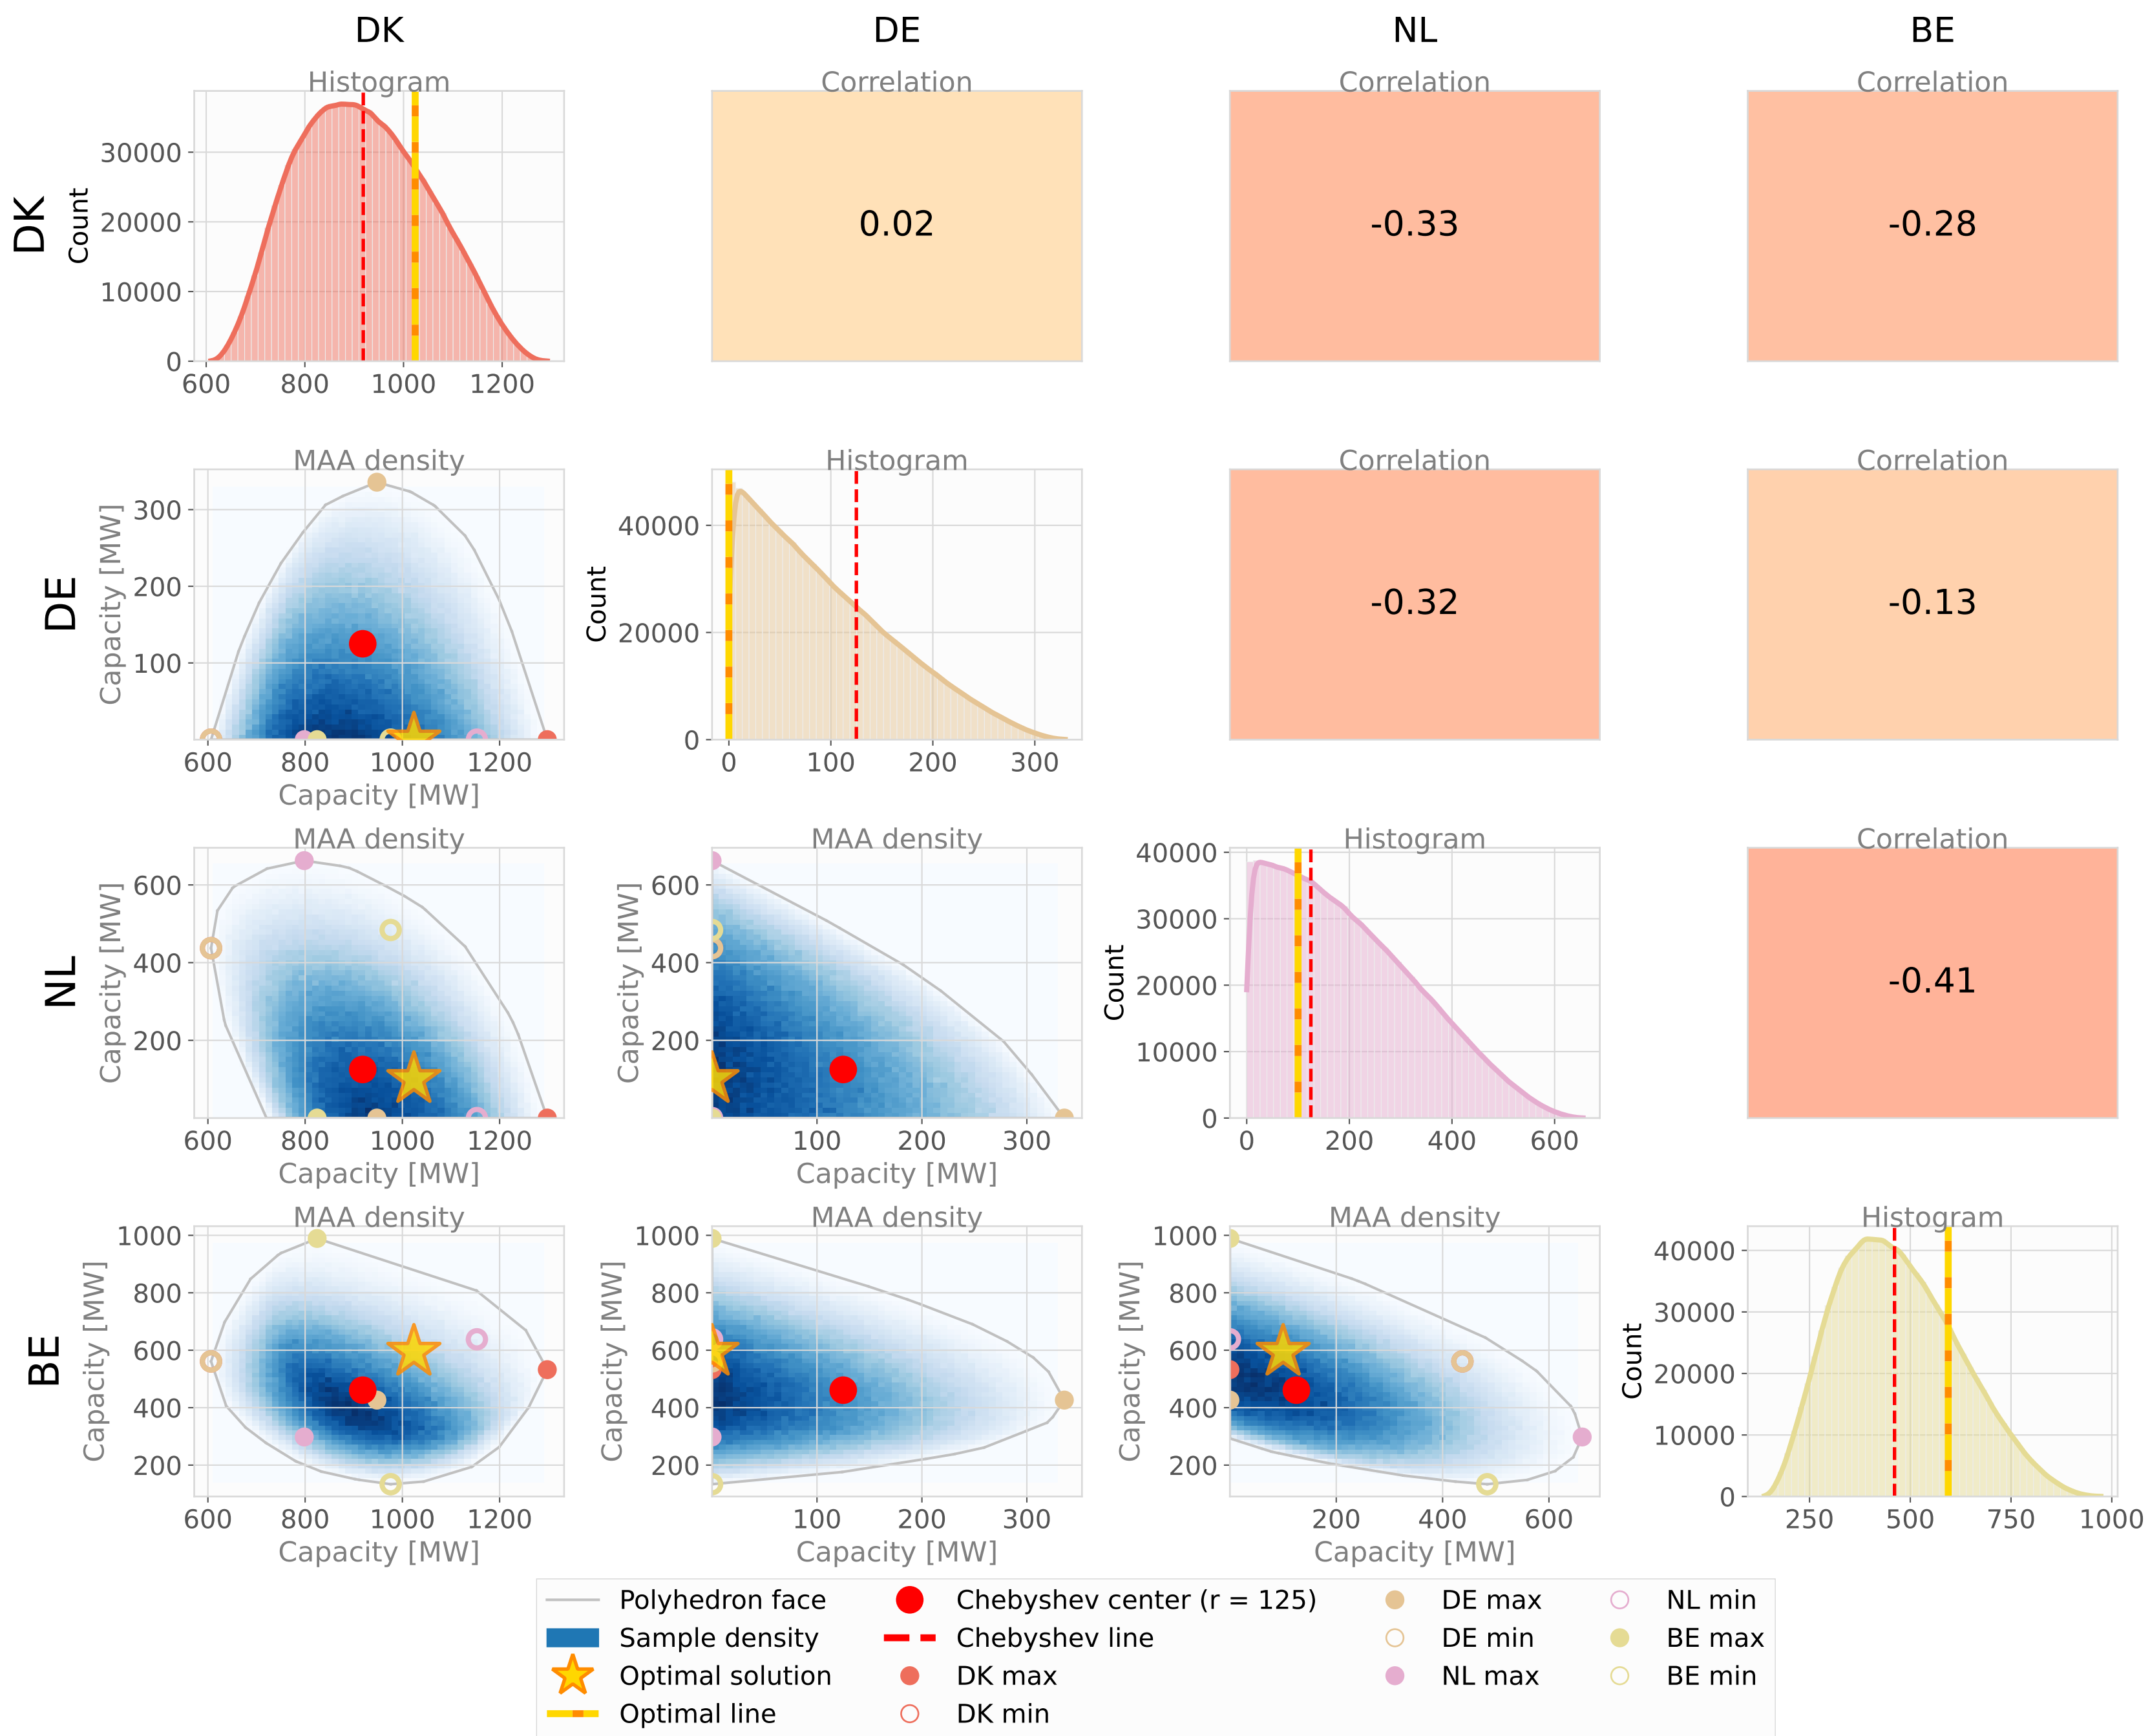 DK DE NL BE
Histogram Correlation Correlation Correlation
DK
Count
30000
20000
10000
0
600 800 1000 1200
0.02
-0.33
-0.28
MAA density Histogram Correlation Correlation
DE
Capacity [MW]
300
200
100
600 800 1000 1200
Capacity [MW]
Count
40000
20000
0
0 100 200 300
-0.32
-0.13
MAA density MAA density Histogram Correlation
NL
Capacity [MW]
600
400
200
600 800 1000 1200
Capacity [MW]
Capacity [MW]
600
400
200
100 200 300
Capacity [MW]
Count
40000
30000
20000
10000
0
0 200 400 600
-0.41
MAA density MAA density MAA density Histogram
BE
Capacity [MW]
1000
800
600
400
200
600 800 1000 1200
Capacity [MW]
Capacity [MW]
1000
800
600
400
200
100 200 300
Capacity [MW]
Capacity [MW]
1000
800
600
400
200
200 400 600
Capacity [MW]
Count
40000
30000
20000
10000
0
250 500 750 1000
Polyhedron face
Sample density
Optimal solution
Optimal line
Chebyshev center (r = 125)
Chebyshev line
DK max
DK min
DE max
DE min
NL max
NL min
BE max
BE min